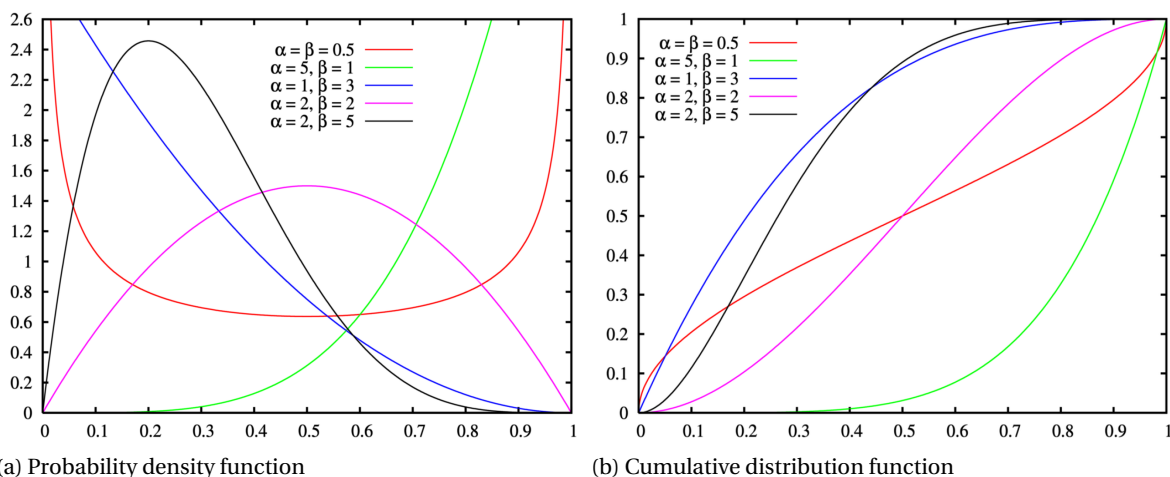 2.6
2.4
2.2
2
1.8
1.6
1.4
1.2
1
0.8
0.6
0.4
0.2
0
0 0.1 0.2 0.3 0.4 0.5 0.6 0.7 0.8 0.9 1
α = β = 0.5
α = 5, β = 1
α = 1, β = 3
α = 2, β = 2
α = 2, β = 5
(a) Probability density function
1
0.9
0.8
0.7
0.6
0.5
0.4
0.3
0.2
0.1
0
0 0.1 0.2 0.3 0.4 0.5 0.6 0.7 0.8 0.9 1
α = β = 0.5
α = 5, β = 1
α = 1, β = 3
α = 2, β = 2
α = 2, β = 5
(b) Cumulative distribution function